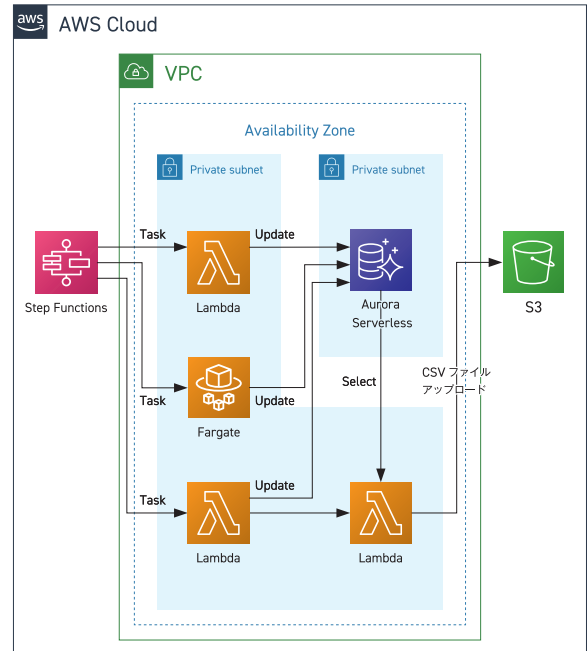 aws
AWS Cloud
VPC
Availability Zone
Private subnet
Private subnet
Task
Update
Step Functions
Lambda
Aurora
Serverless
S3
Select
CSV ファイル
アップロード
Task
Update
Fargate
Task
Update
Lambda
Lambda